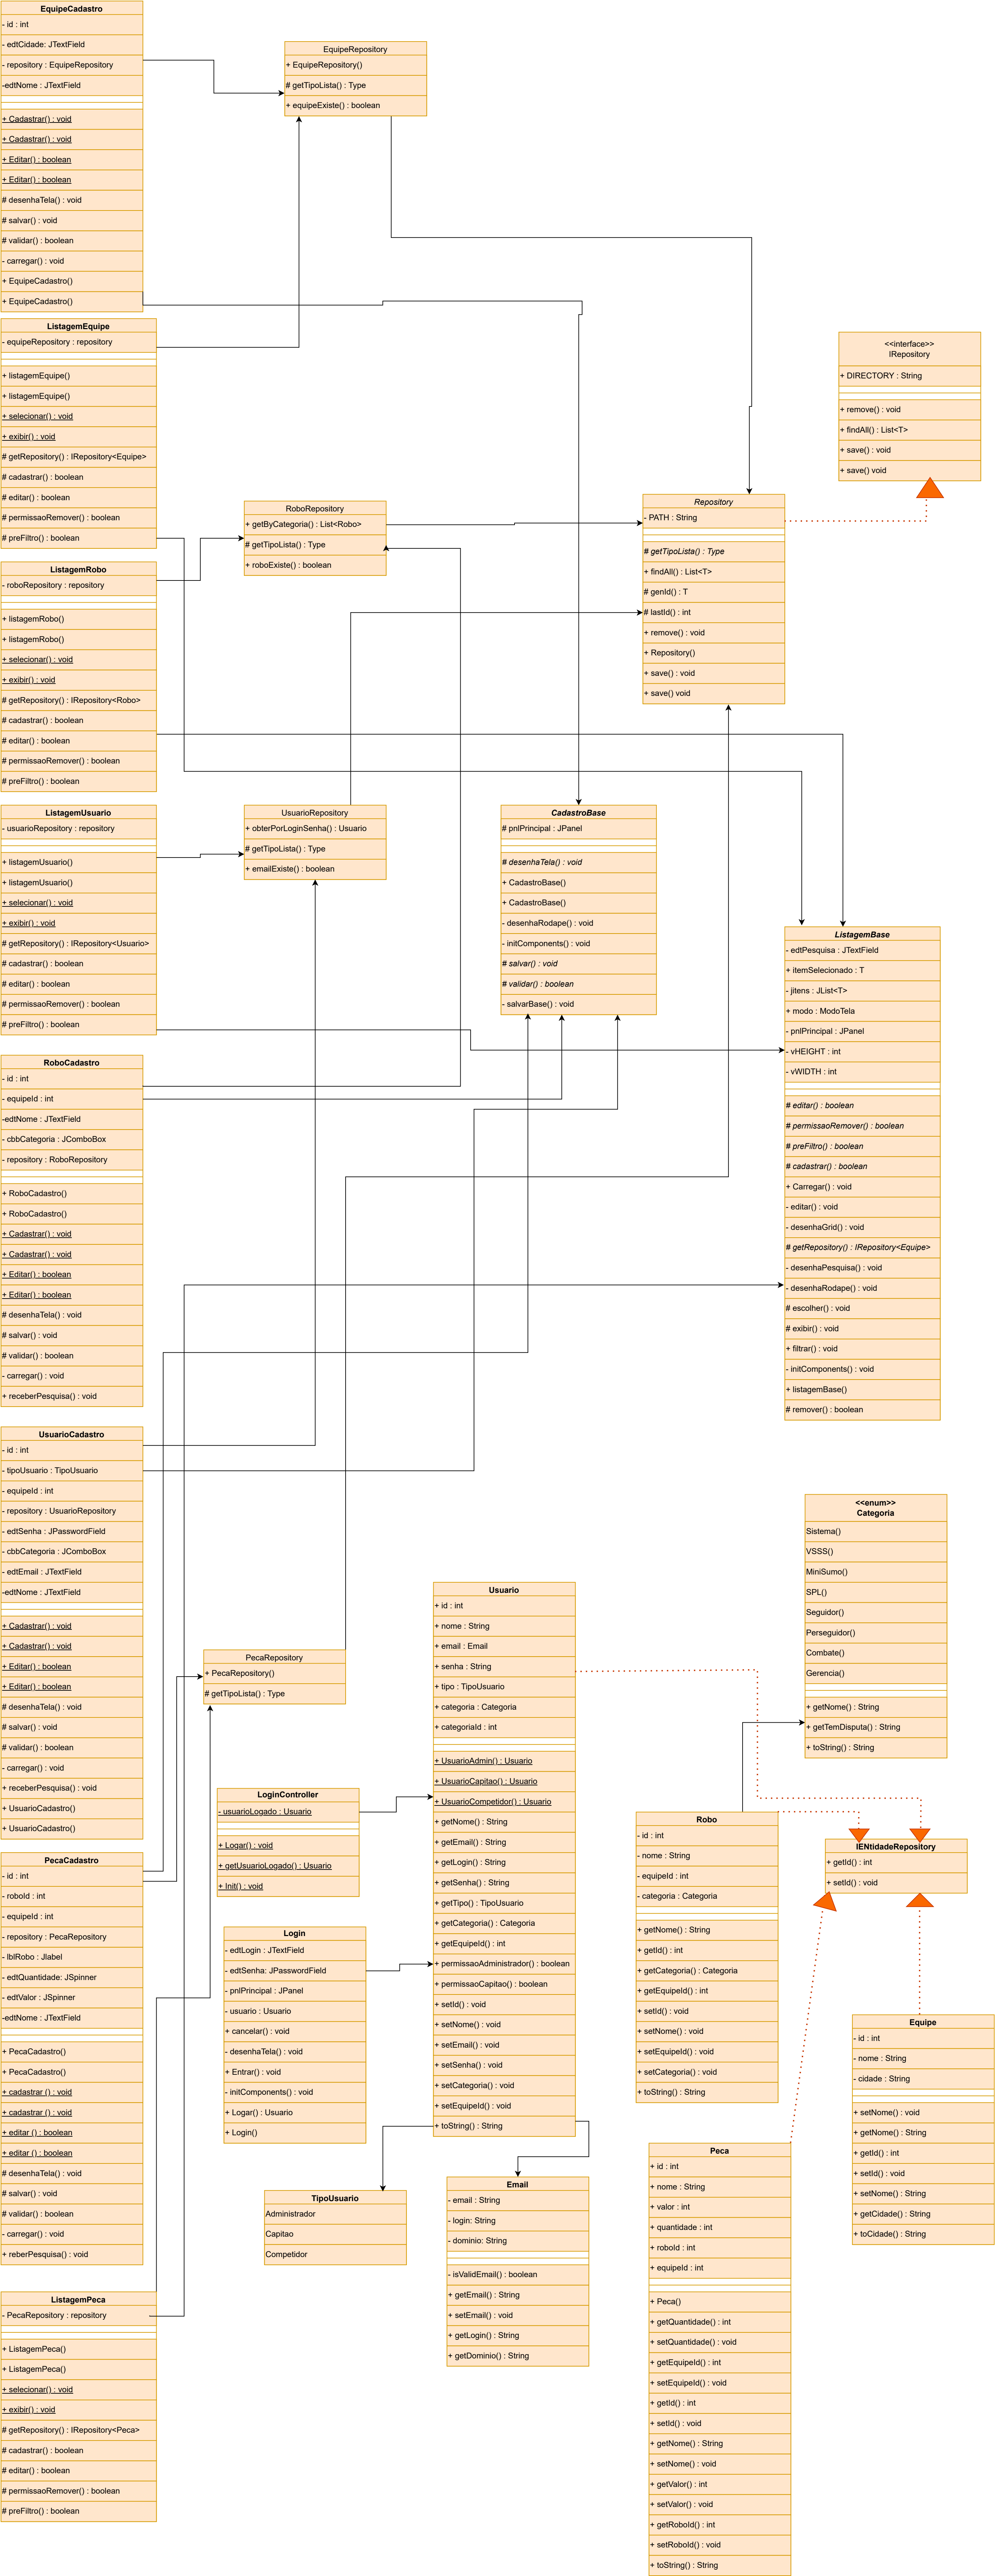 EquipeCadastro
- id : int
- edtCidade: JTextField
- repository : EquipeRepository
-edtNome : JTextField
+ Cadastrar() : void
+ Cadastrar() : void
+ Editar() : boolean
+ Editar() : boolean
# desenhaTela() : void
# salvar() : void
# validar() : boolean
- carregar() : void
+ EquipeCadastro()
+ EquipeCadastro()
EquipeRepository
+ EquipeRepository()
# getTipoLista() : Type
+ equipeExiste() : boolean
ListagemEquipe
- equipeRepository : repository
+ listagemEquipe()
+ listagemEquipe()
+ selecionar() : void
+ exibir() : void
# getRepository() : IRepository<Equipe>
# cadastrar() : boolean
# editar() : boolean
# permissaoRemover() : boolean
# preFiltro() : boolean
<<interface>>
IRepository
+ DIRECTORY : String
+ remove() : void
+ findAll() : List<T>
+ save() : void
+ save() void
RoboRepository
+ getByCategoria() : List<Robo>
# getTipoLista() : Type
+ roboExiste() : boolean
Repository
- PATH : String
# getTipoLista() : Type
+ findAll() : List<T>
# genId() : T
# lastId() : int
+ remove() : void
+ Repository()
+ save() : void
+ save() void
ListagemRobo
- roboRepository : repository
+ listagemRobo()
+ listagemRobo()
+ selecionar() : void
+ exibir() : void
# getRepository() : IRepository<Robo>
# cadastrar() : boolean
# editar() : boolean
# permissaoRemover() : boolean
# preFiltro() : boolean
ListagemUsuario
- usuarioRepository : repository
+ listagemUsuario()
+ listagemUsuario()
+ selecionar() : void
+ exibir() : void
# getRepository() : IRepository<Usuario>
# cadastrar() : boolean
# editar() : boolean
# permissaoRemover() : boolean
# preFiltro() : boolean
UsuarioRepository
+ obterPorLoginSenha() : Usuario
# getTipoLista() : Type
+ emailExiste() : boolean
CadastroBase
# pnlPrincipal : JPanel
# desenhaTela() : void
+ CadastroBase()
+ CadastroBase()
- desenhaRodape() : void
- initComponents() : void
# salvar() : void
# validar() : boolean
- salvarBase() : void
ListagemBase
- edtPesquisa : JTextField
+ itemSelecionado : T
- jitens : JList<T>
+ modo : ModoTela
- pnlPrincipal : JPanel
- vHEIGHT : int
- vWIDTH : int
# editar() : boolean
# permissaoRemover() : boolean
# preFiltro() : boolean
# cadastrar() : boolean
+ Carregar() : void
- editar() : void
- desenhaGrid() : void
# getRepository() : IRepository<Equipe>
- desenhaPesquisa() : void
- desenhaRodape() : void
# escolher() : void
# exibir() : void
+ filtrar() : void
- initComponents() : void
+ listagemBase()
# remover() : boolean
RoboCadastro
- id : int
- equipeId : int
-edtNome : JTextField
- cbbCategoria : JComboBox
- repository : RoboRepository
+ RoboCadastro()
+ RoboCadastro()
+ Cadastrar() : void
+ Cadastrar() : void
+ Editar() : boolean
+ Editar() : boolean
# desenhaTela() : void
# salvar() : void
# validar() : boolean
- carregar() : void
+ receberPesquisa() : void
UsuarioCadastro
- id : int
- tipoUsuario : TipoUsuario
- equipeId : int
- repository : UsuarioRepository
- edtSenha : JPasswordField
- cbbCategoria : JComboBox
- edtEmail : JTextField
-edtNome : JTextField
+ Cadastrar() : void
+ Cadastrar() : void
+ Editar() : boolean
+ Editar() : boolean
# desenhaTela() : void
# salvar() : void
# validar() : boolean
- carregar() : void
+ receberPesquisa() : void
+ UsuarioCadastro()
+ UsuarioCadastro()
<<enum>>
Categoria
Sistema()
VSSS()
MiniSumo()
SPL()
Seguidor()
Perseguidor()
Combate()
Gerencia()
+ getNome() : String
+ getTemDisputa() : String
+ toString() : String
PecaRepository
+ PecaRepository()
# getTipoLista() : Type
Usuario
+ id : int
+ nome : String
+ email : Email
+ senha : String
+ tipo : TipoUsuario
+ categoria : Categoria
+ categoriaId : int
+ UsuarioAdmin() : Usuario
+ UsuarioCapitao() : Usuario
+ UsuarioCompetidor() : Usuario
+ getNome() : String
+ getEmail() : String
+ getLogin() : String
+ getSenha() : String
+ getTipo() : TipoUsuario
+ getCategoria() : Categoria
+ getEquipeId() : int
+ permissaoAdministrador() : boolean
+ permissaoCapitao() : boolean
+ setId() : void
+ setNome() : void
+ setEmail() : void
+ setSenha() : void
+ setCategoria() : void
+ setEquipeId() : void
+ toString() : String
LoginController
- usuarioLogado : Usuario
+ Logar() : void
+ getUsuarioLogado() : Usuario
+ Init() : void
Robo
- id : int
- nome : String
- equipeId : int
- categoria : Categoria
+ getNome() : String
+ getId() : int
+ getCategoria() : Categoria
+ getEquipeId() : int
+ setId() : void
+ setNome() : void
+ setEquipeId() : void
+ setCategoria() : void
+ toString() : String
IENtidadeRepository
+ getId() : int
+ setId() : void
PecaCadastro
- id : int
- roboId : int
- equipeId : int
- repository : PecaRepository
- lblRobo : Jlabel
- edtQuantidade: JSpinner
- edtValor : JSpinner
-edtNome : JTextField
+ PecaCadastro()
+ PecaCadastro()
+ cadastrar () : void
+ cadastrar () : void
+ editar () : boolean
+ editar () : boolean
# desenhaTela() : void
# salvar() : void
# validar() : boolean
- carregar() : void
+ reberPesquisa() : void
Login
- edtLogin : JTextField
- edtSenha: JPasswordField
- pnlPrincipal : JPanel
- usuario : Usuario
+ cancelar() : void
- desenhaTela() : void
+ Entrar() : void
- initComponents() : void
+ Logar() : Usuario
+ Login()
Equipe
- id : int
- nome : String
- cidade : String
+ setNome() : void
+ getNome() : String
+ getId() : int
+ setId() : void
+ setNome() : String
+ getCidade() : String
+ toCidade() : String
TipoUsuario
Administrador
Capitao
Competidor
Email
- email : String
- login: String
- dominio: String
- isValidEmail() : boolean
+ getEmail() : String
+ setEmail() : void
+ getLogin() : String
+ getDominio() : String
Peca
+ id : int
+ nome : String
+ valor : int
+ quantidade : int
+ roboId : int
+ equipeId : int
+ Peca()
+ getQuantidade() : int
+ setQuantidade() : void
+ getEquipeId() : int
+ setEquipeId() : void
+ getId() : int
+ setId() : void
+ getNome() : String
+ setNome() : void
+ getValor() : int
+ setValor() : void
+ getRoboId() : int
+ setRoboId() : void
+ toString() : String
ListagemPeca
- PecaRepository : repository
+ ListagemPeca()
+ ListagemPeca()
+ selecionar() : void
+ exibir() : void
# getRepository() : IRepository<Peca>
# cadastrar() : boolean
# editar() : boolean
# permissaoRemover() : boolean
# preFiltro() : boolean